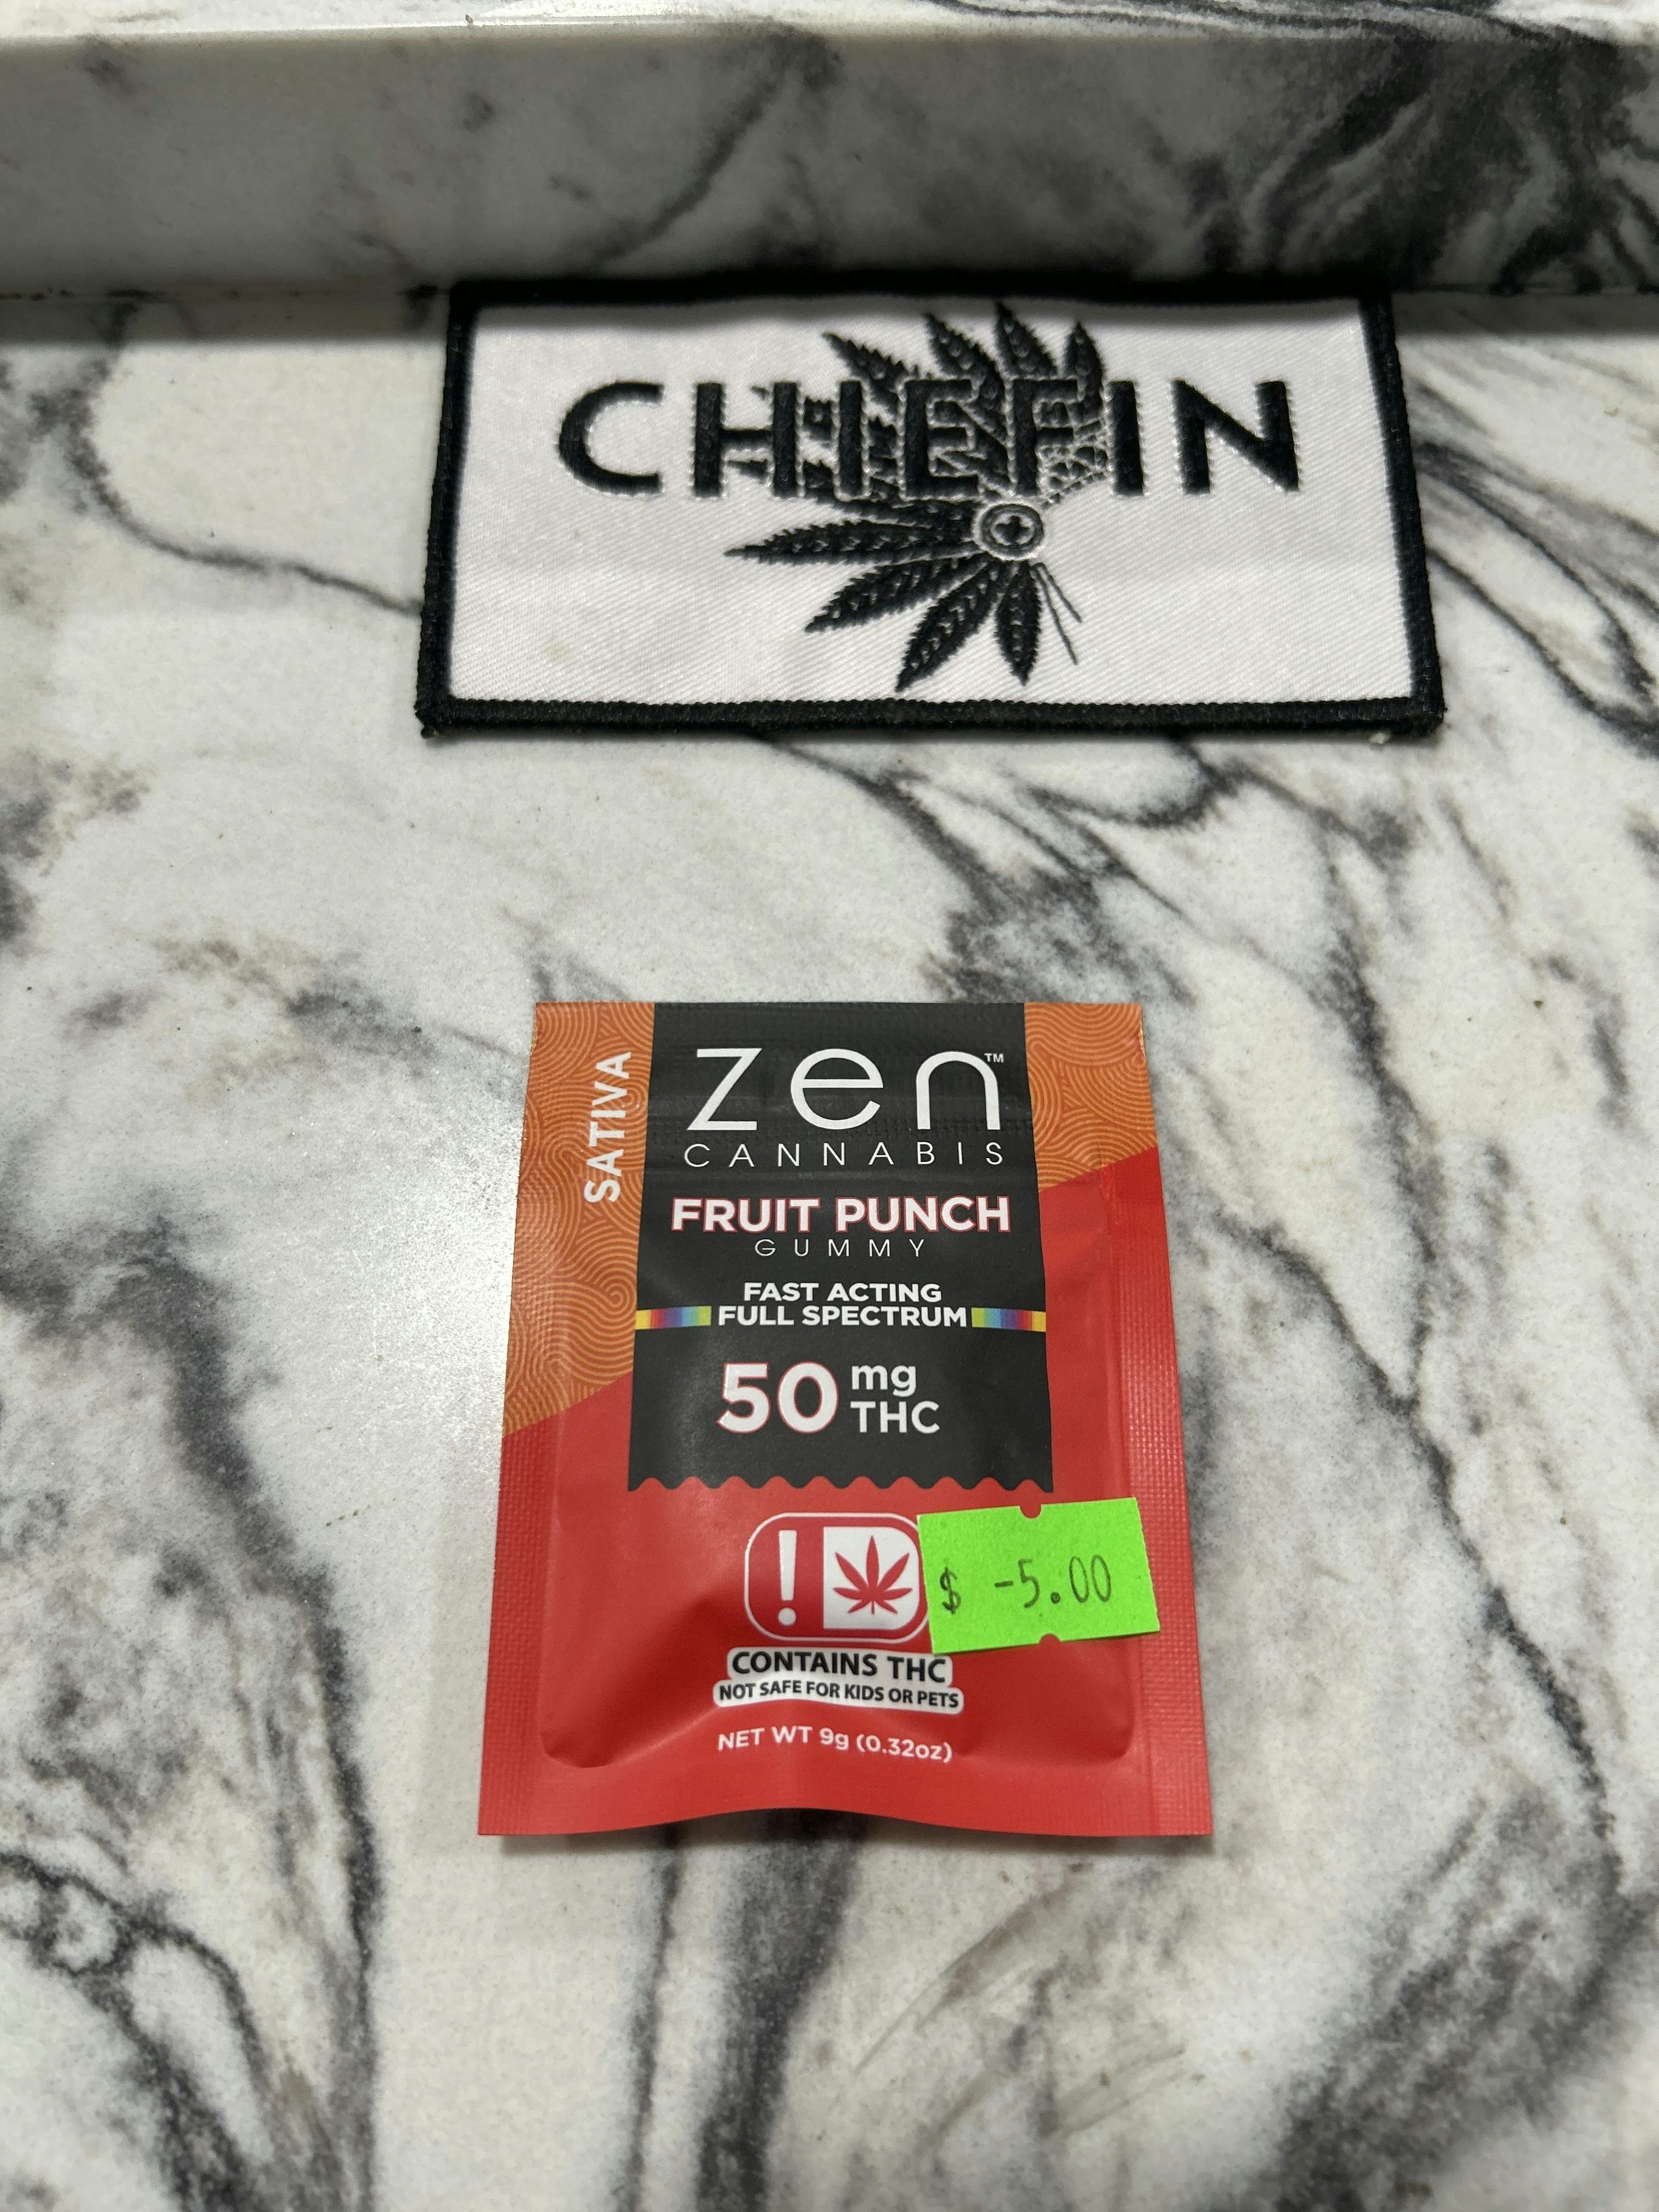 CHIEFIN
SATIVA
zen™
CANNABIS
FRUIT PUNCH
GUMMY
FAST ACTING
FULL SPECTRUM
50 mg
THC
$ -5.00
CONTAINS THC
NOT SAFE FOR KIDS OR PETS
NET WT 9g (0.32oz)